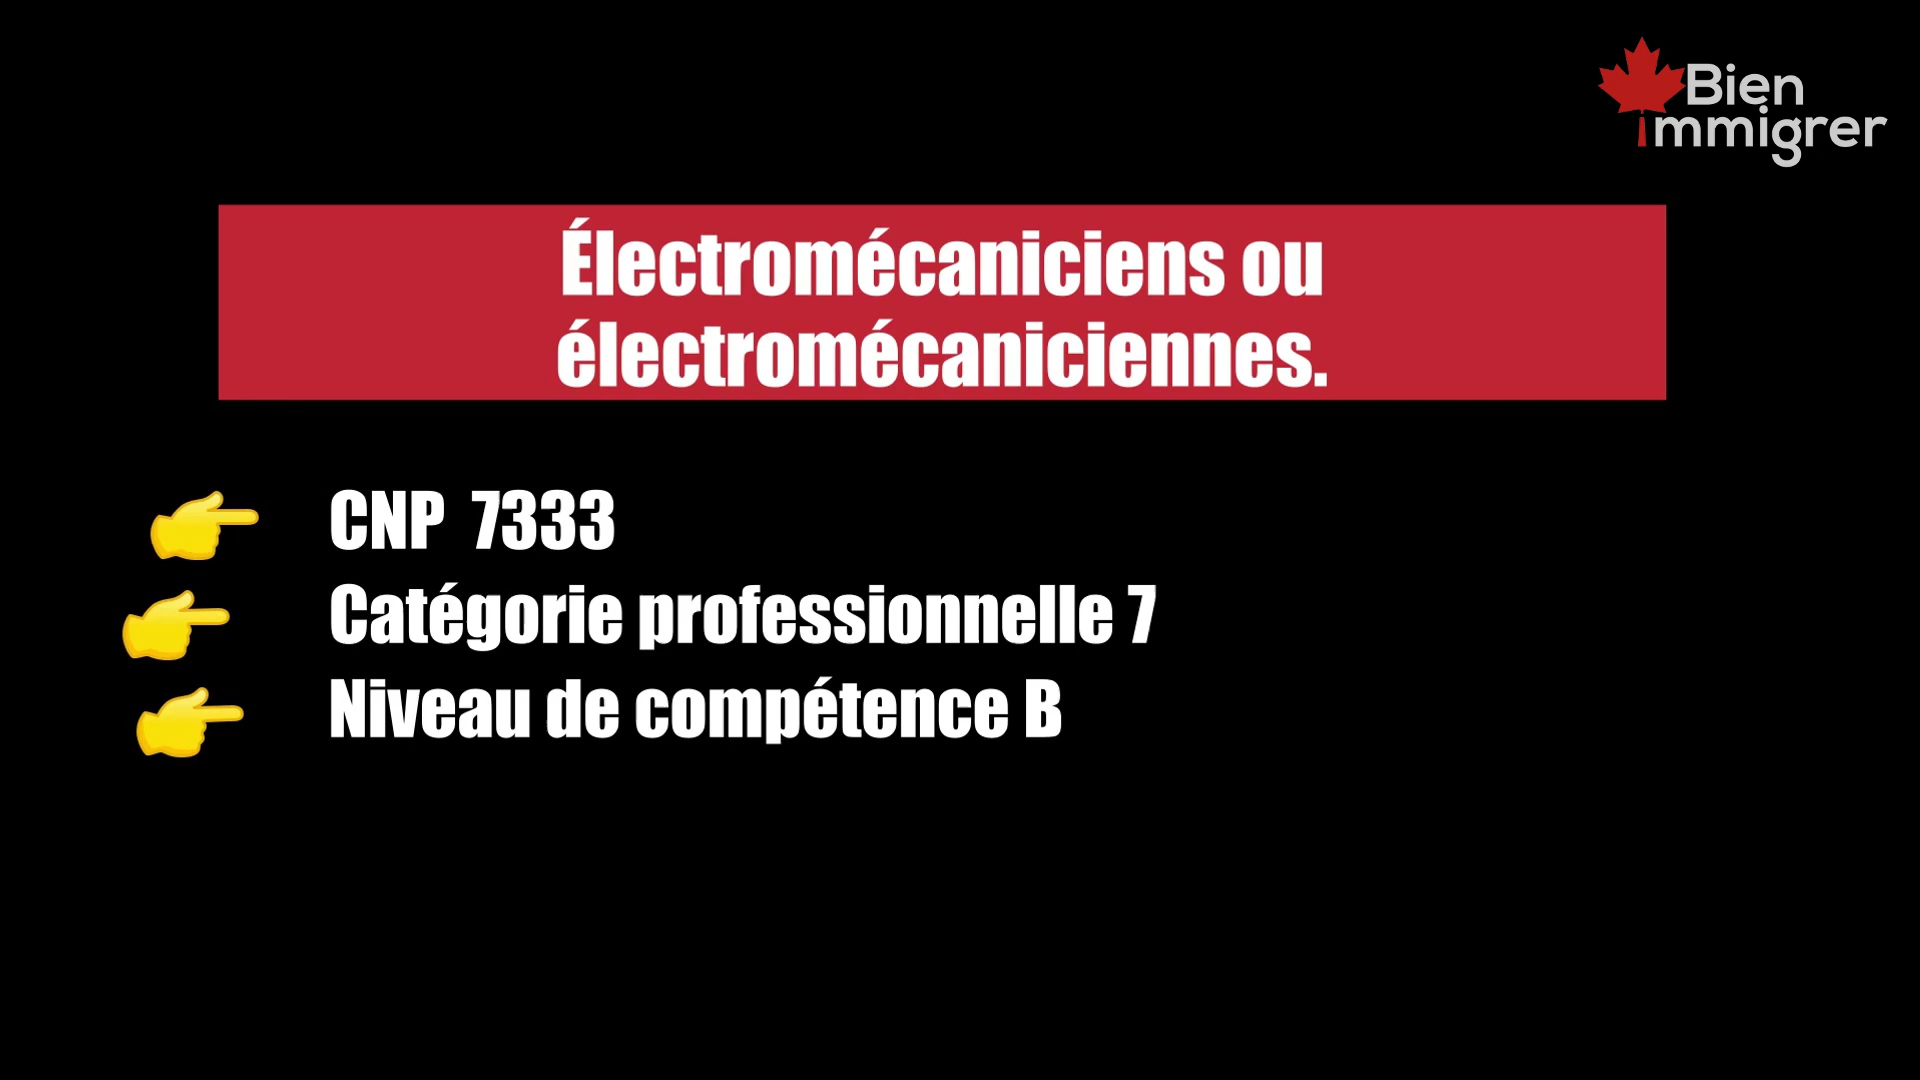 Bien
Immigrer
Électromécaniciens ou
électromécaniciennes.
CNP 7333
Catégorie professionnelle 7
Niveau de compétence B